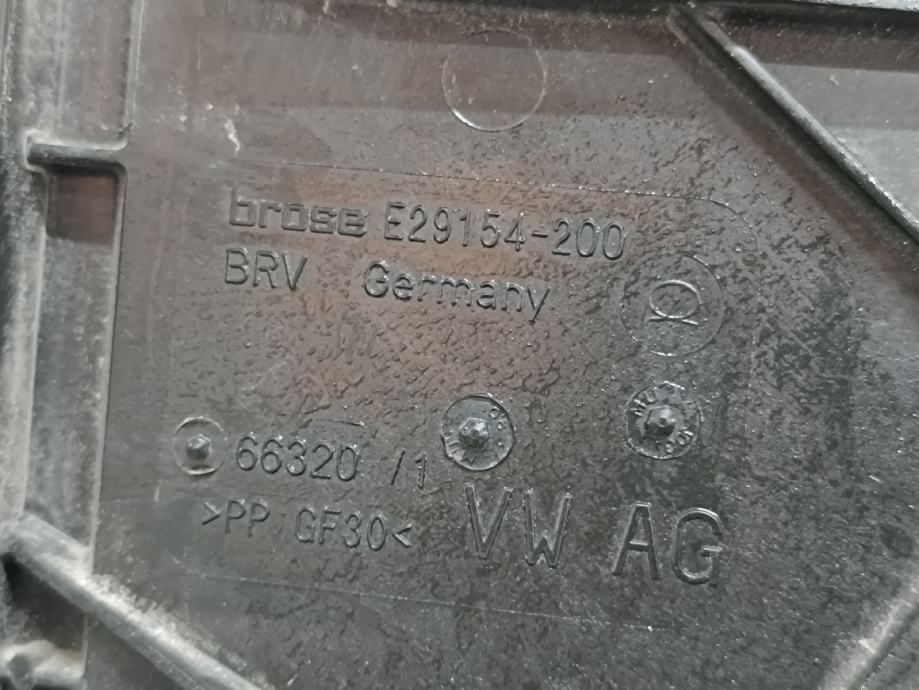 brose E29154-200
BRV Germany
66320 /1
>PP GF30<
VW AG